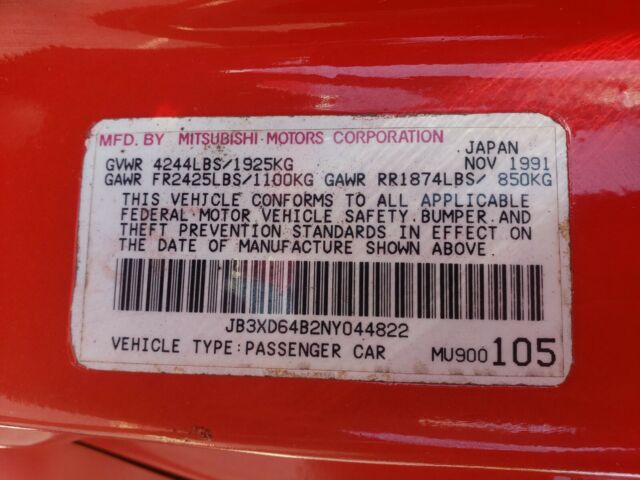 MFD. BY MITSUBISHI MOTORS CORPORATION
JAPAN
GVWR 4244LBS/1925KG NOV 1991
GAWR FR2425LBS/1100KG GAWR RR1874LBS/ 850KG
THIS VEHICLE CONFORMS TO ALL APPLICABLE
FEDERAL MOTOR VEHICLE SAFETY.BUMPER.AND
THEFT PREVENTION STANDARDS IN EFFECT ON
THE DATE OF MANUFACTURE SHOWN ABOVE.
JB3XD64B2NY044822
VEHICLE TYPE:PASSENGER CAR MU900 105